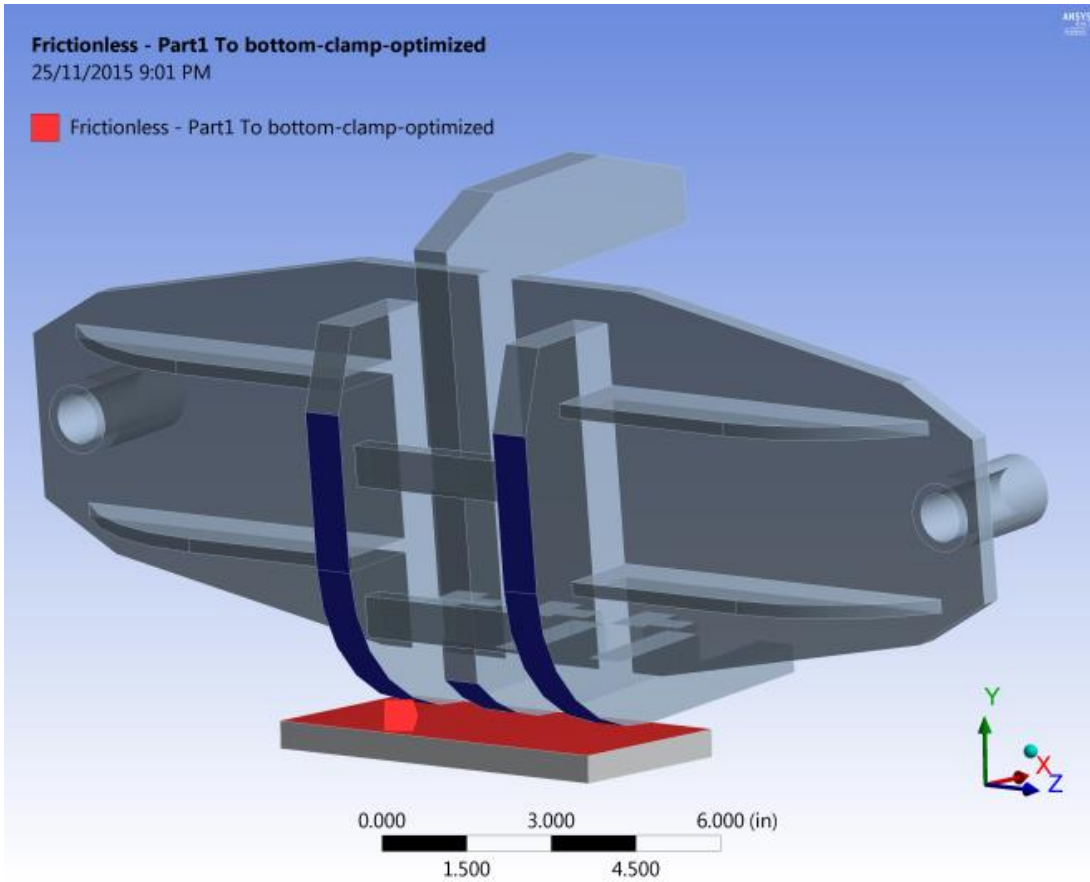 Frictionless - Part1 To bottom-clamp-optimized
25/11/2015 9:01 PM
Frictionless - Part1 To bottom-clamp-optimized
ANSYS
Y
X
Z
0.000 3.000 6.000 (in)
1.500 4.500